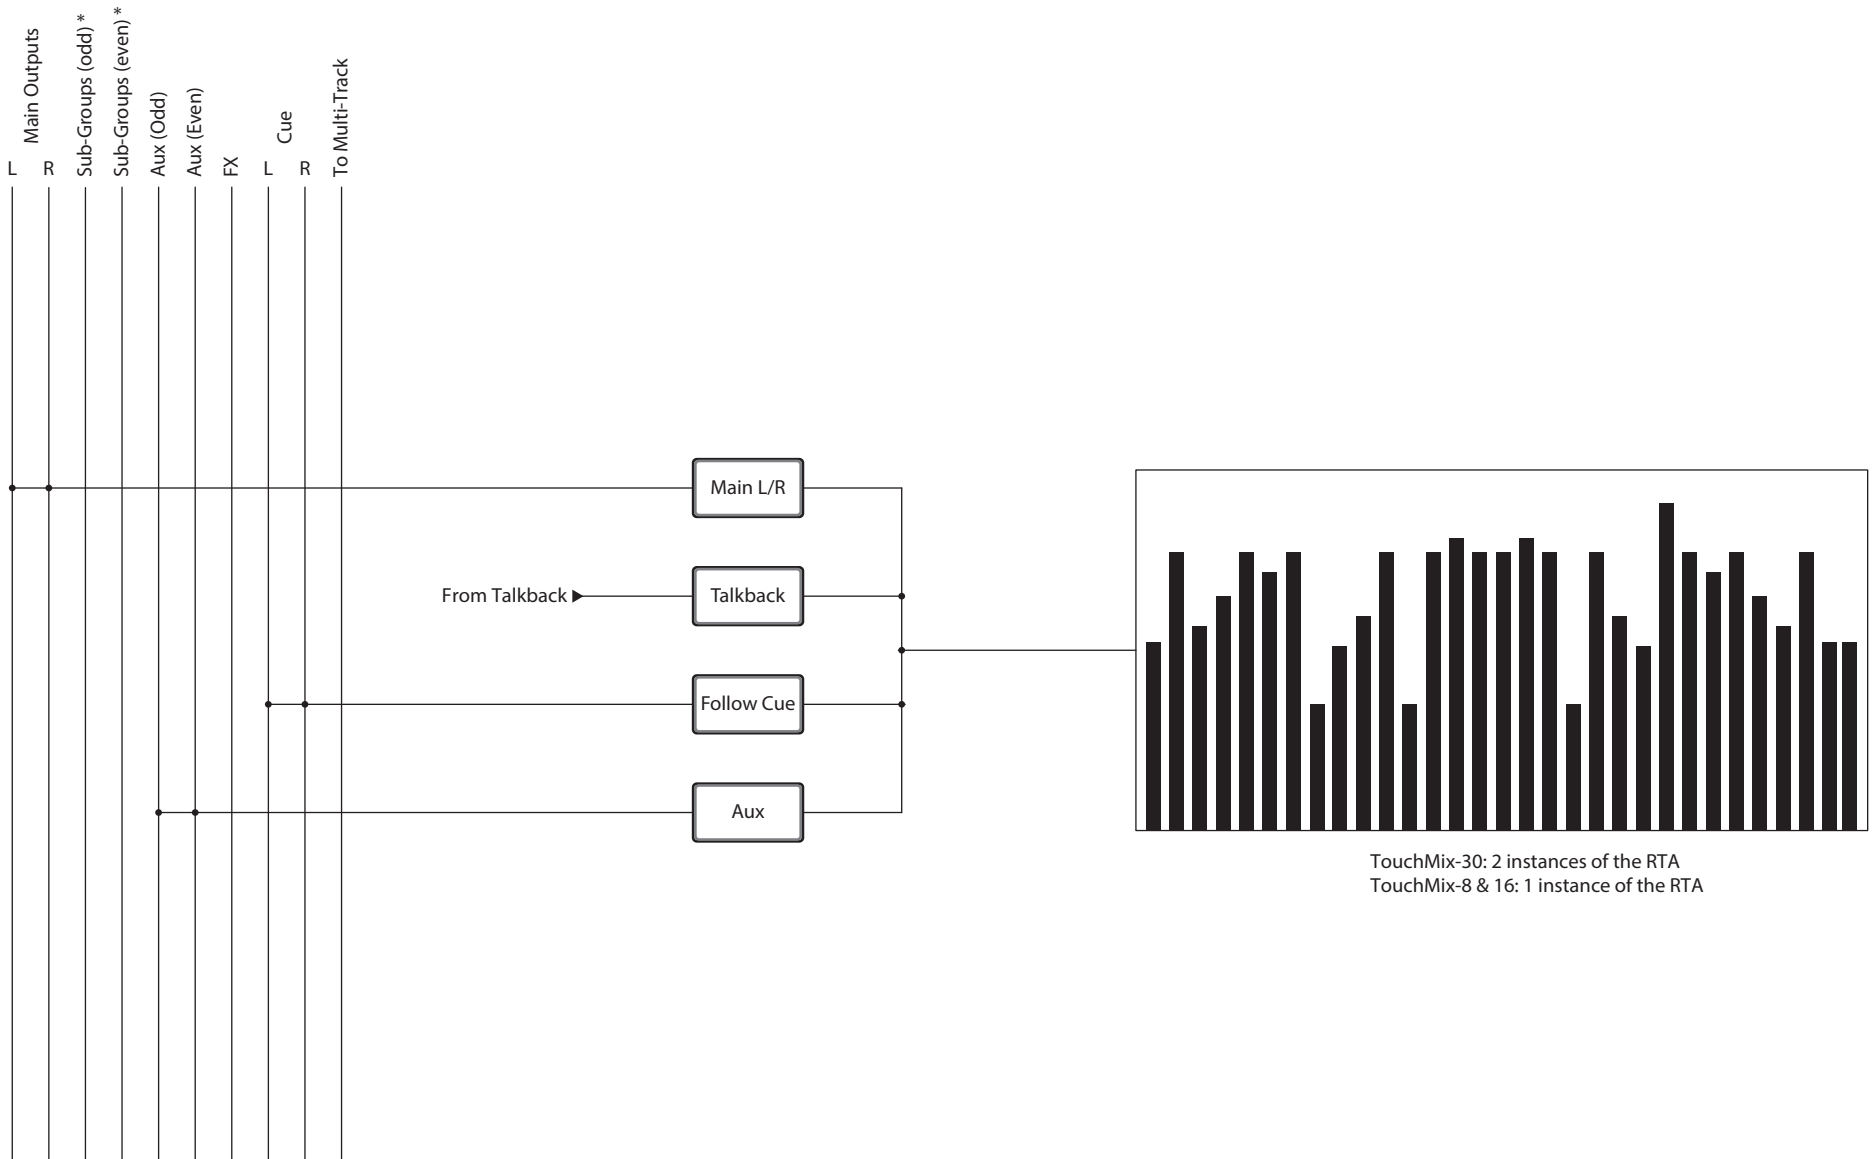 Main Outputs
L
R
Sub-Groups (odd) *
Sub-Groups (even) *
Aux (Odd)
Aux (Even)
FX
Cue
L
R
To Multi-Track
Main L/R
From Talkback
Talkback
Follow Cue
Aux
TouchMix-30: 2 instances of the RTA
TouchMix-8 & 16: 1 instance of the RTA